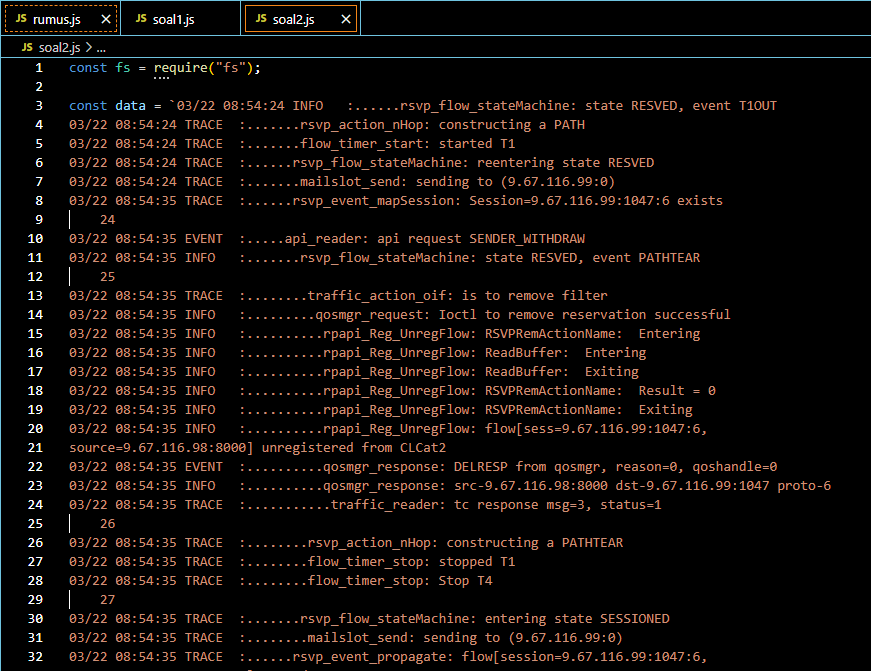 JS rumus.js × JS soal1.js JS soal2.js ×
JS soal2.js > ...
1 const fs = require("fs");
2
3 const data = `03/22 08:54:24 INFO   :......rsvp_flow_stateMachine: state RESVED, event T1OUT
4 03/22 08:54:24 TRACE  :.......rsvp_action_nHop: constructing a PATH
5 03/22 08:54:24 TRACE  :.......flow_timer_start: started T1
6 03/22 08:54:24 TRACE  :......rsvp_flow_stateMachine: reentering state RESVED
7 03/22 08:54:24 TRACE  :.......mailslot_send: sending to (9.67.116.99:0)
8 03/22 08:54:35 TRACE  :......rsvp_event_mapSession: Session=9.67.116.99:1047:6 exists
9     24
10 03/22 08:54:35 EVENT  :.....api_reader: api request SENDER_WITHDRAW
11 03/22 08:54:35 INFO   :.......rsvp_flow_stateMachine: state RESVED, event PATHTEAR
12     25
13 03/22 08:54:35 TRACE  :........traffic_action_oif: is to remove filter
14 03/22 08:54:35 INFO   :.........qosmgr_request: Ioctl to remove reservation successful
15 03/22 08:54:35 INFO   :..........rpapi_Reg_UnregFlow: RSVPRemActionName:  Entering
16 03/22 08:54:35 INFO   :..........rpapi_Reg_UnregFlow: ReadBuffer:  Entering
17 03/22 08:54:35 INFO   :..........rpapi_Reg_UnregFlow: ReadBuffer:  Exiting
18 03/22 08:54:35 INFO   :..........rpapi_Reg_UnregFlow: RSVPRemActionName:  Result = 0
19 03/22 08:54:35 INFO   :..........rpapi_Reg_UnregFlow: RSVPRemActionName:  Exiting
20 03/22 08:54:35 INFO   :..........rpapi_Reg_UnregFlow: flow[sess=9.67.116.99:1047:6,
21 source=9.67.116.98:8000] unregistered from CLCat2
22 03/22 08:54:35 EVENT  :..........qosmgr_response: DELRESP from qosmgr, reason=0, qoshandle=0
23 03/22 08:54:35 INFO   :..........qosmgr_response: src-9.67.116.98:8000 dst-9.67.116.99:1047 proto-6
24 03/22 08:54:35 TRACE  :...........traffic_reader: tc response msg=3, status=1
25     26
26 03/22 08:54:35 TRACE  :........rsvp_action_nHop: constructing a PATHTEAR
27 03/22 08:54:35 TRACE  :........flow_timer_stop: stopped T1
28 03/22 08:54:35 TRACE  :........flow_timer_stop: Stop T4
29     27
30 03/22 08:54:35 TRACE  :.......rsvp_flow_stateMachine: entering state SESSIONED
31 03/22 08:54:35 TRACE  :........mailslot_send: sending to (9.67.116.99:0)
32 03/22 08:54:35 TRACE  :......rsvp_event_propagate: flow[session=9.67.116.99:1047:6,